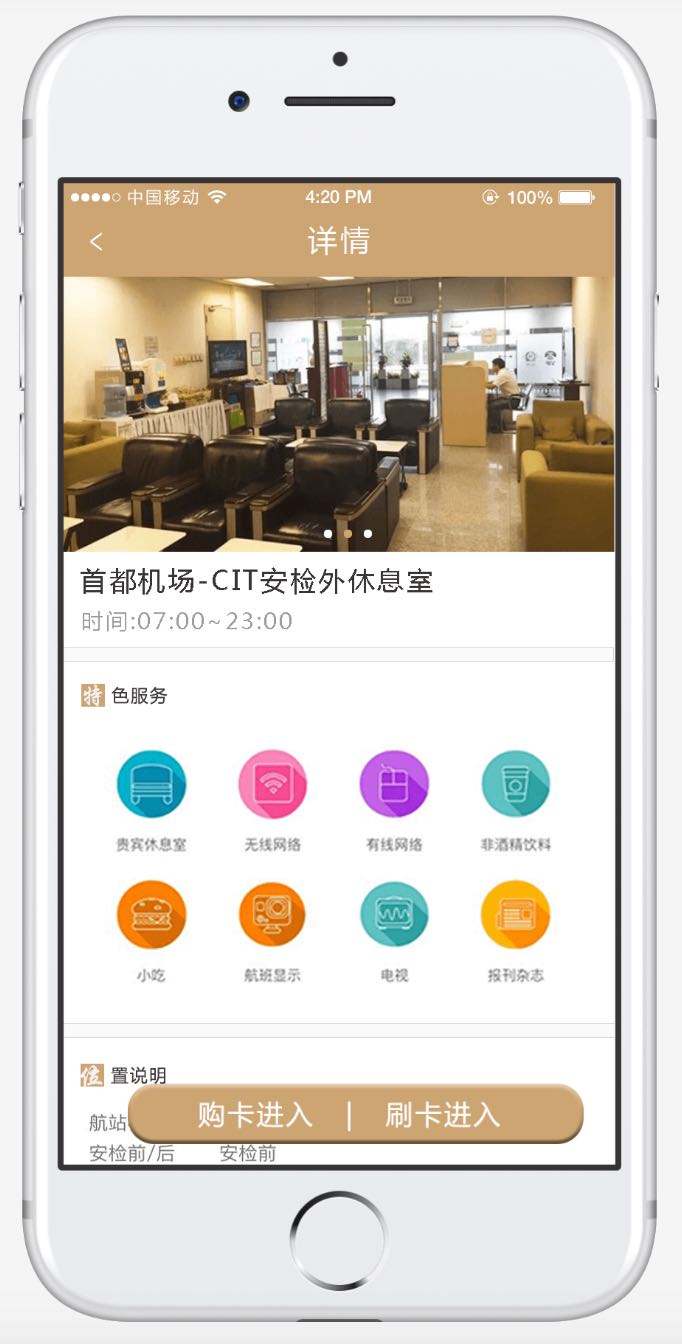 中国移动 4:20 PM 100%
详情
首都机场-CIT安检外休息室
时间:07:00~23:00
特色服务
贵宾休息室 无线网络 有线网络 非酒精饮料
小吃 航班显示 电视 报刊杂志
位置说明
航站
购卡进入 | 刷卡进入
安检前/后 安检前